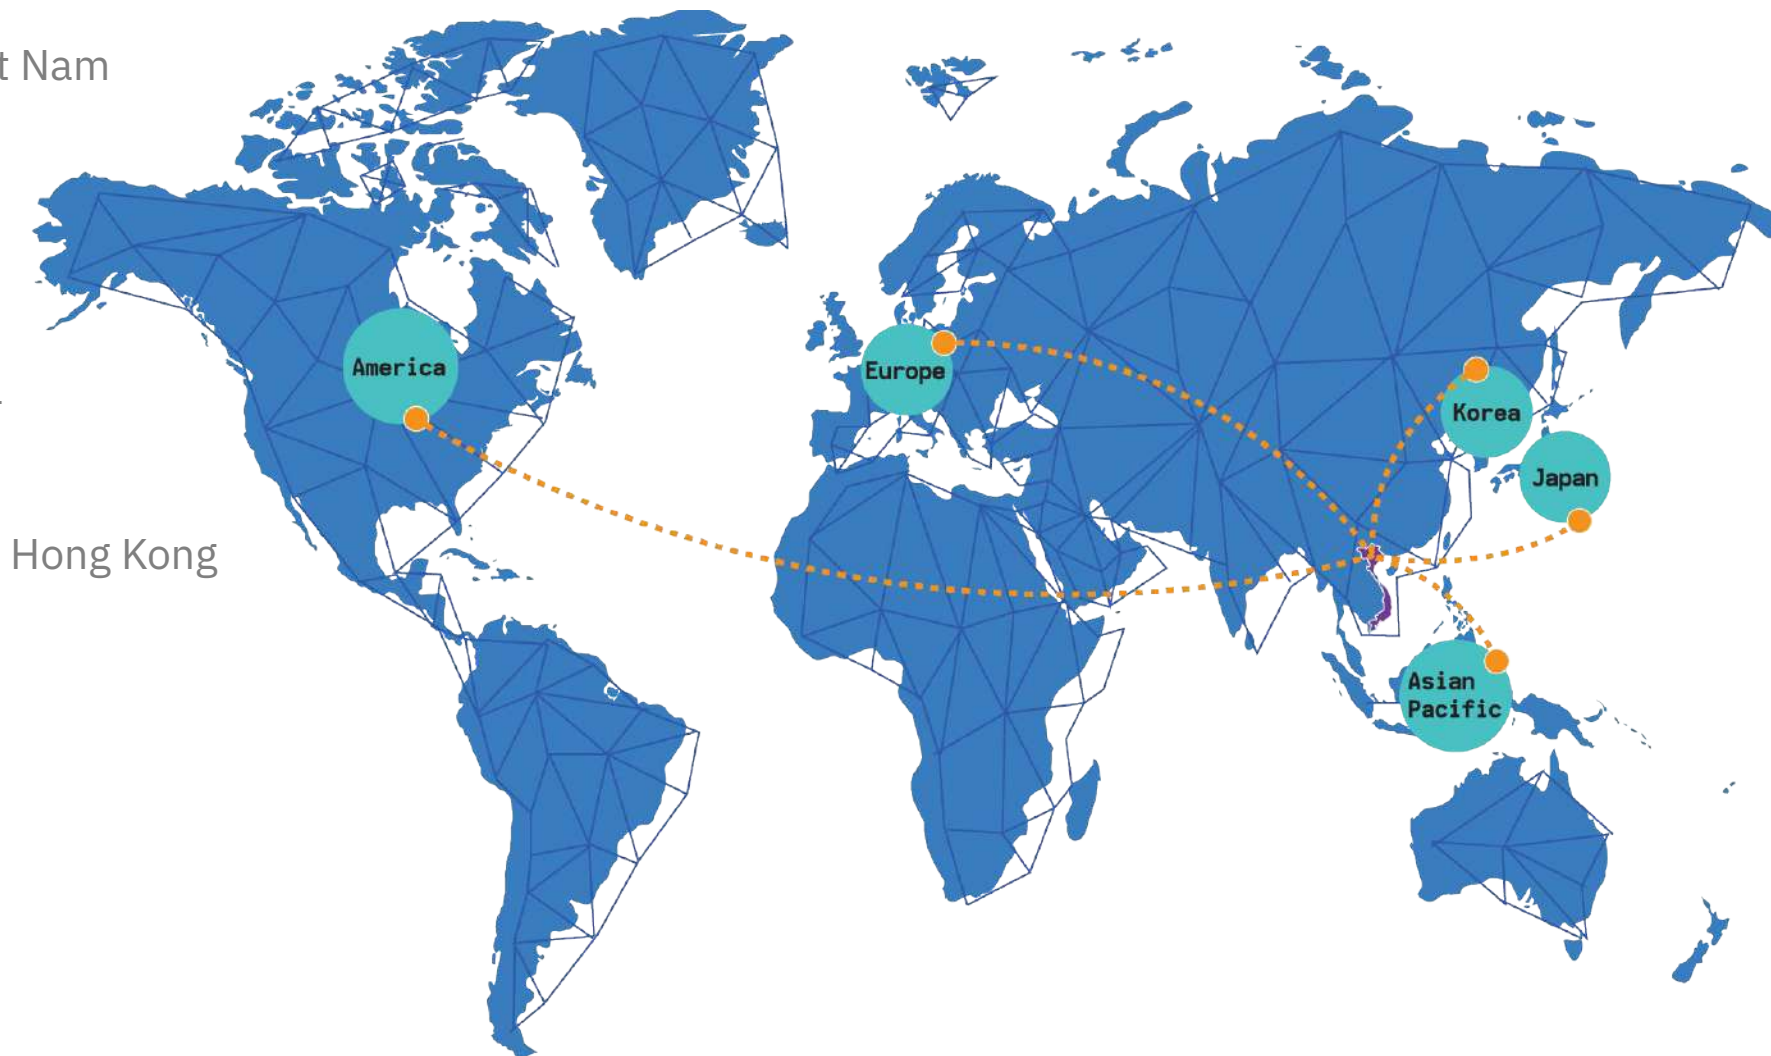 t Nam
America
Europe
Korea
Japan
Hong Kong
Asian
Pacific